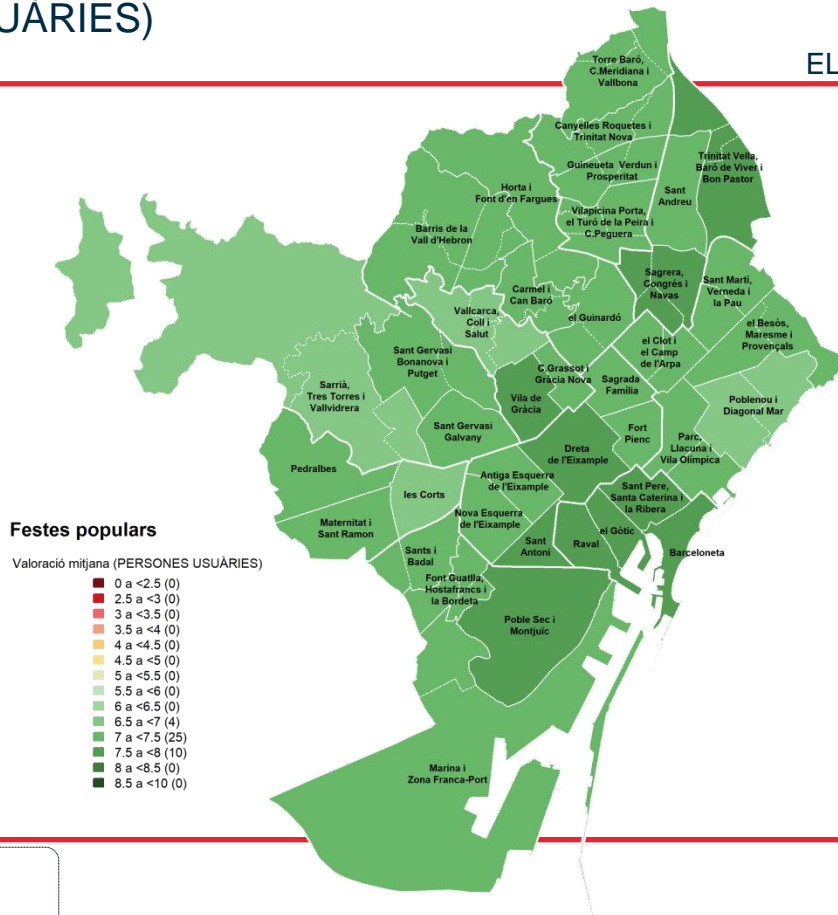 UÀRIES)
EL
Torre Baró,
C.Meridiana i
Vallbona
Canyelles Roquetes i
Trinitat Nova
Trinitat Vella,
Baró de Viver i
Bon Pastor
Guineueta Verdun i
Prosperitat
Horta i
Font d'en Fargues
Sant
Andreu
Vilapicina Porta,
el Turó de la Peira i
C.Peguera
Barris de la
Vall d'Hebron
Sagrera,
Congrés i
Navas
Sant Martí,
Verneda i
la Pau
Carmel i
Can Baró
Vallcarca,
Coll i
Salut
el Guinardó
el Besòs,
Maresme i
Provençals
el Clot i
el Camp
de l'Arpa
Sant Gervasi
Bonanova i
Putget
C.Grassot i
Gràcia Nova
Sagrada
Família
Sarrià,
Tres Torres i
Vallvidrera
Vila de
Gràcia
Poblenou i
Diagonal Mar
Sant Gervasi
Galvany
Fort
Pienc
Parc,
Llacuna i
Vila Olímpica
Dreta
de l'Eixample
Pedralbes
Antiga Esquerra
de l'Eixample
les Corts
Sant Pere,
Santa Caterina i
la Ribera
Maternitat i
Sant Ramon
Nova Esquerra
de l'Eixample
el Gòtic
Sant
Antoni
Raval
Barceloneta
Sants i
Badal
Font Guatlla,
Hostafrancs i
la Bordeta
Poble Sec i
Montjuïc
Marina i
Zona Franca-Port
Festes populars
Valoració mitjana (PERSONES USUÀRIES)
0 a <2.5 (0)
2.5 a <3 (0)
3 a <3.5 (0)
3.5 a <4 (0)
4 a <4.5 (0)
4.5 a <5 (0)
5 a <5.5 (0)
5.5 a <6 (0)
6 a <6.5 (0)
6.5 a <7 (4)
7 a <7.5 (25)
7.5 a <8 (10)
8 a <8.5 (0)
8.5 a <10 (0)